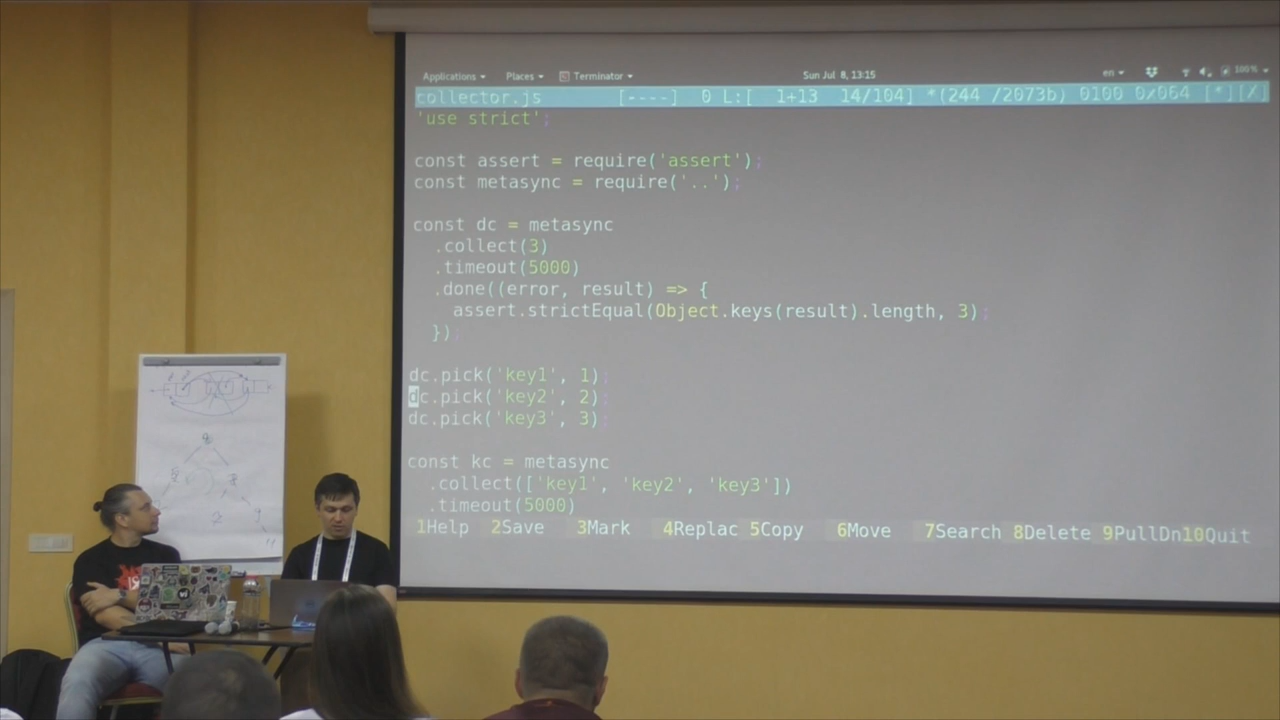 Applications Places Terminator Sun Jul 8, 13:15 en 100%
collector.js [----] 0 L:[ 1+13 14/104] *(244 /2073b) 0100 0x064 [*][X]
'use strict';
const assert = require('assert');
const metasync = require('..');
const dc = metasync
.collect(3)
.timeout(5000)
.done((error, result) => {
assert.strictEqual(Object.keys(result).length, 3);
});
dc.pick('key1', 1);
dc.pick('key2', 2);
dc.pick('key3', 3);
const kc = metasync
.collect(['key1', 'key2', 'key3'])
.timeout(5000)
1Help 2Save 3Mark 4Replac 5Copy 6Move 7Search 8Delete 9PullDn 10Quit